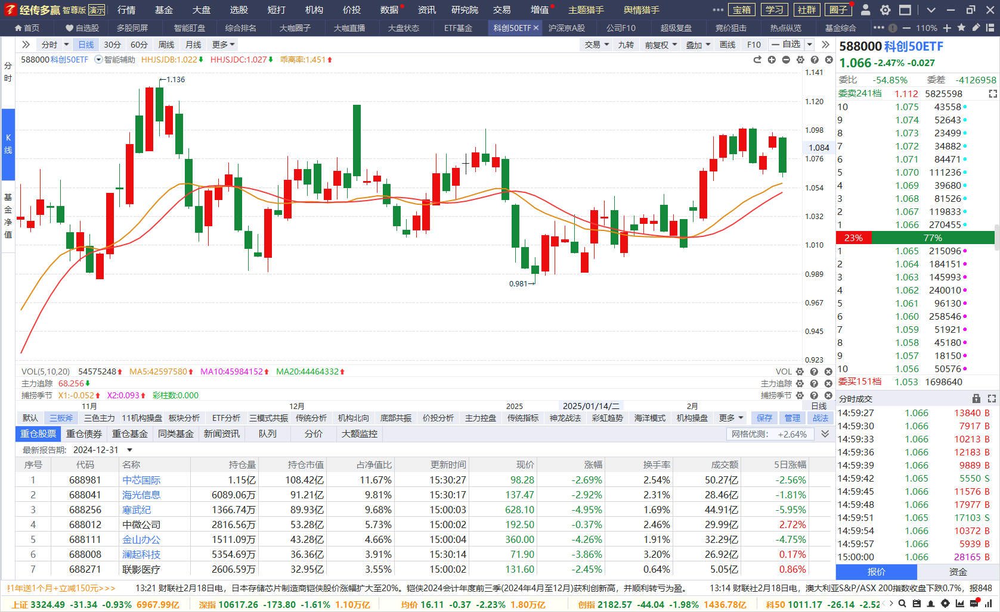 经传多赢 智尊版 演示 行情 基金 大盘 选股 短打 机构 价投 数据 资讯 研究院 交易 增值 主题猎手 舆情猎手 宝箱 学习 社群 圈子
首页 自选股 多股同屏 智能盯盘 综合排名 大咖圈子 大咖直播 大盘状态 ETF基金 科创50ETF 沪深京A股 公司F10 超级复盘 竞价狙击 热点纵览 基金综合 110%
分时 日线 30分 60分 周线 月线 更多 交易 九转 前复权 叠加 画线 F10 自选
588000科创50ETF 智能辅助 HHJSJDB:1.022 HHJSJDC:1.027 乖离率:1.451
分时
K线
基金净值
1.141
1.120
1.098
1.084
1.076
1.054
1.032
1.010
0.989
0.967
0.945
0.923
←1.136
0.981→
VOL(5,10,20) 54575248 MA5:42597580 MA10:45984152 MA20:44464332 VOL
主力追踪 68.256 主力追踪
捕捞季节 X1:-0.052 X2:0.093 彩柱数:0.000 捕捞季节
11月 12月 2025 2025/01/14/二 2月 日线
默认 三板斧 三色主力 11机构操盘 板块分析 ETF分析 三模式共振 传统分析 机构北向 底部共振 价投分析 主力控盘 传统指标 神龙战法 彩虹趋势 海洋模式 机构操盘 更多 保存 管理 战法
重仓股票 重仓债券 重仓基金 同类基金 新闻资讯 队列 分价 大额监控 网格优测: +2.64%
最新报告期: 2024-12-31
序号 代码 名称 持仓量 持仓市值 占净值比 更新时间 现价 涨幅 换手率 成交额 5日涨幅
1 688981 中芯国际 1.15亿 108.42亿 11.67% 15:30:27 98.28 -2.69% 2.54% 50.27亿 -2.56%
2 688041 海光信息 6089.06万 91.21亿 9.81% 15:30:17 137.47 -2.92% 2.31% 28.46亿 -1.81%
3 688256 寒武纪 1366.74万 89.93亿 9.68% 15:00:03 628.10 -4.95% 1.69% 44.91亿 -5.95%
4 688012 中微公司 2816.56万 53.28亿 5.73% 15:00:02 192.50 -0.37% 2.46% 29.99亿 2.72%
5 688111 金山办公 1511.09万 43.28亿 4.66% 15:00:04 360.00 -4.26% 1.91% 32.29亿 -4.75%
6 688008 澜起科技 5354.69万 36.36亿 3.91% 15:30:14 71.90 -3.86% 3.20% 26.92亿 0.17%
7 688271 联影医疗 2606.59万 32.95亿 3.55% 15:00:02 131.60 -2.45% 0.64% 5.05亿 0.86%
588000 科创50ETF
1.066 -2.47% -0.027
委比 -54.85% 委差 -4126958
委卖241档 1.112 5825598
10 1.075 43558
9 1.074 52643
8 1.073 23499
7 1.072 34882
6 1.071 84471
5 1.070 111236
4 1.069 39680
3 1.068 81526
2 1.067 119833
1 1.066 270455
23% 77%
1 1.065 215096
2 1.064 184151
3 1.063 145993
4 1.062 240010
5 1.061 96130
6 1.060 258546
7 1.059 51921
8 1.058 45180
9 1.057 18150
10 1.056 50576
委买151档 1.053 1698640
分时成交
14:59:27 1.066 13840 B
14:59:30 1.066 7917 B
14:59:33 1.066 10213 B
14:59:36 1.066 12183 B
14:59:39 1.066 9889 B
14:59:42 1.065 5550 S
14:59:45 1.066 11576 B
14:59:48 1.066 17977 B
14:59:51 1.065 17103 S
14:59:54 1.066 10372 B
14:59:57 1.066 5939 B
15:00:00 1.066 28165 B
报价 资金
1年送1个月+立减150元>>> 13:21 财联社2月18日电，日本存储芯片制造商铠侠股价涨幅扩大至20%。铠侠2024会计年度前三季(2024年4月至12月)获利创新高，并顺利转亏为盈。 13:14 财联社2月18日电，澳大利亚S&P/ASX 200指数收盘下跌0.7%，报848
上证 3324.49 -31.34 -0.93% 6967.99亿 深指 10617.26 -173.80 -1.61% 1.10万亿 均价 16.11 -0.37 -2.23% 1.80万亿 创指 2182.57 -44.04 -1.98% 1436.78亿 科50 1011.17 -26.14 -2.52